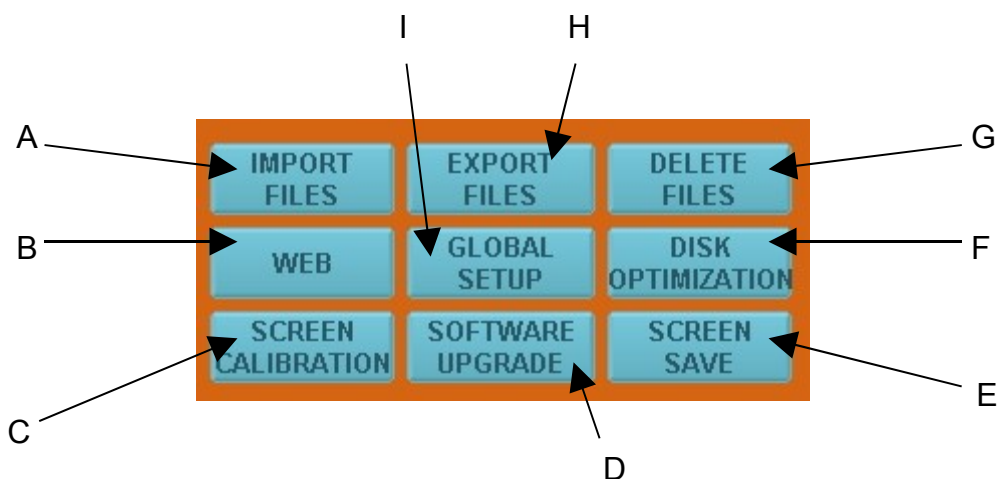 I
H
A
G
IMPORT
FILES
EXPORT
FILES
DELETE
FILES
B
F
WEB
GLOBAL
SETUP
DISK
OPTIMIZATION
SCREEN
CALIBRATION
SOFTWARE
UPGRADE
SCREEN
SAVE
E
C
D